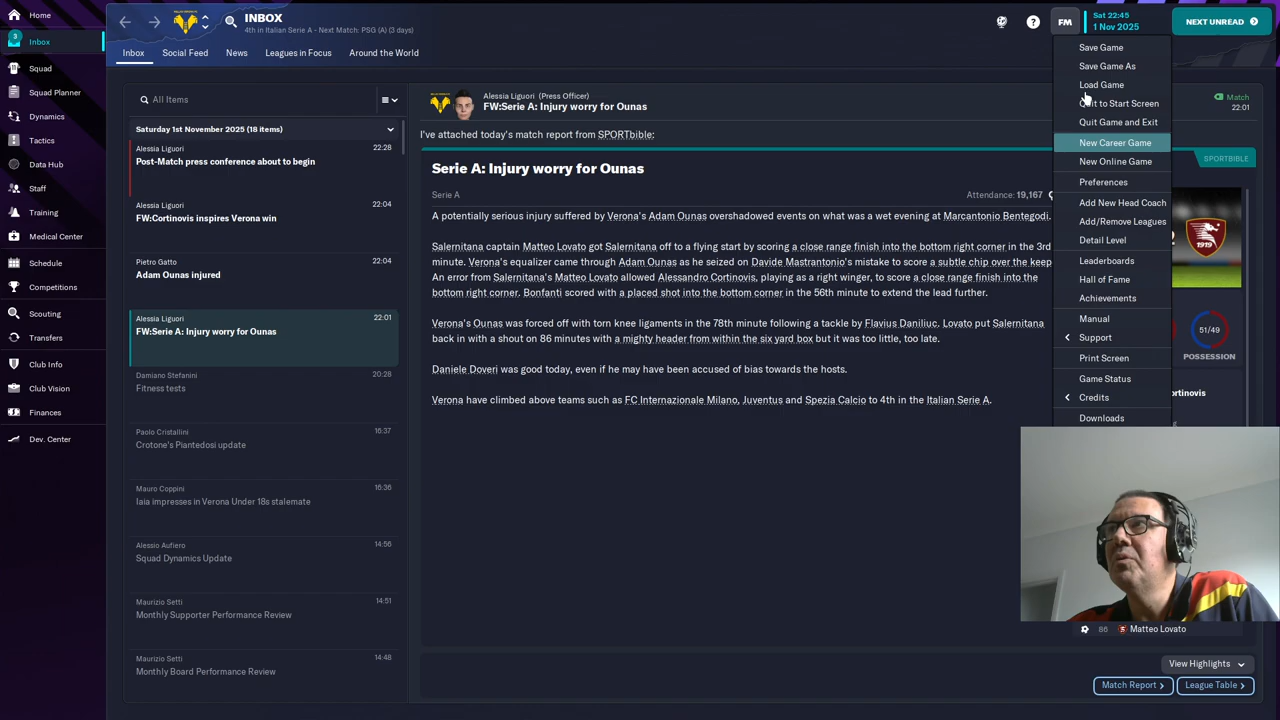 Home
3
Inbox
Squad
Squad Planner
Dynamics
Tactics
Data Hub
Staff
Training
Medical Center
Schedule
Competitions
Scouting
Transfers
Club Info
Club Vision
Finances
Dev. Center
INBOX
4th in Italian Serie A - Next Match: PSG (A) (3 days)
FM
Sat 22:45
1 Nov 2025
NEXT UNREAD
Inbox
Social Feed
News
Leagues in Focus
Around the World
All Items
Saturday 1st November 2025 (18 items)
Alessia Liguori
22:28
Post-Match press conference about to begin
Alessia Liguori
22:04
FW:Cortinovis inspires Verona win
Pietro Gatto
22:04
Adam Ounas injured
Alessia Liguori
22:01
FW:Serie A: Injury worry for Ounas
Damiano Stefanini
20:28
Fitness tests
Paolo Cristallini
16:37
Crotone's Piantedosi update
Mauro Coppini
16:36
Iaia impresses in Verona Under 18s stalemate
Alessio Aufiero
14:56
Squad Dynamics Update
Maurizio Setti
14:51
Monthly Supporter Performance Review
Maurizio Setti
14:48
Monthly Board Performance Review
Alessia Liguori (Press Officer)
FW:Serie A: Injury worry for Ounas
Match
22:01
I've attached today's match report from SPORTbible:
SPORTBIBLE
Serie A: Injury worry for Ounas
Serie A
Attendance: 19,167
A potentially serious injury suffered by Verona's Adam Ounas overshadowed events on what was a wet evening at Marcantonio Bentegodi.
Salernitana captain Matteo Lovato got Salernitana off to a flying start by scoring a close range finish into the bottom right corner in the 3rd
minute. Verona's equalizer came through Adam Ounas as he seized on Davide Mastrantonio's mistake to score a subtle chip over the keep
An error from Salernitana's Matteo Lovato allowed Alessandro Cortinovis, playing as a right winger, to score a close range finish into the
bottom right corner. Bonfanti scored with a placed shot into the bottom corner in the 56th minute to extend the lead further.
Verona's Ounas was forced off with torn knee ligaments in the 78th minute following a tackle by Flavius Daniliuc. Lovato put Salernitana
back in with a shout on 86 minutes with a mighty header from within the six yard box but it was too little, too late.
Daniele Doveri was good today, even if he may have been accused of bias towards the hosts.
Verona have climbed above teams such as FC Internazionale Milano, Juventus and Spezia Calcio to 4th in the Italian Serie A.
Save Game
Save Game As
Load Game
Quit to Start Screen
Quit Game and Exit
New Career Game
New Online Game
Preferences
Add New Head Coach
Add/Remove Leagues
Detail Level
Leaderboards
Hall of Fame
Achievements
Manual
Support
Print Screen
Game Status
Credits
Downloads
1919
2
51/49
POSSESSION
ortinovis
86 Matteo Lovato
View Highlights
Match Report
League Table